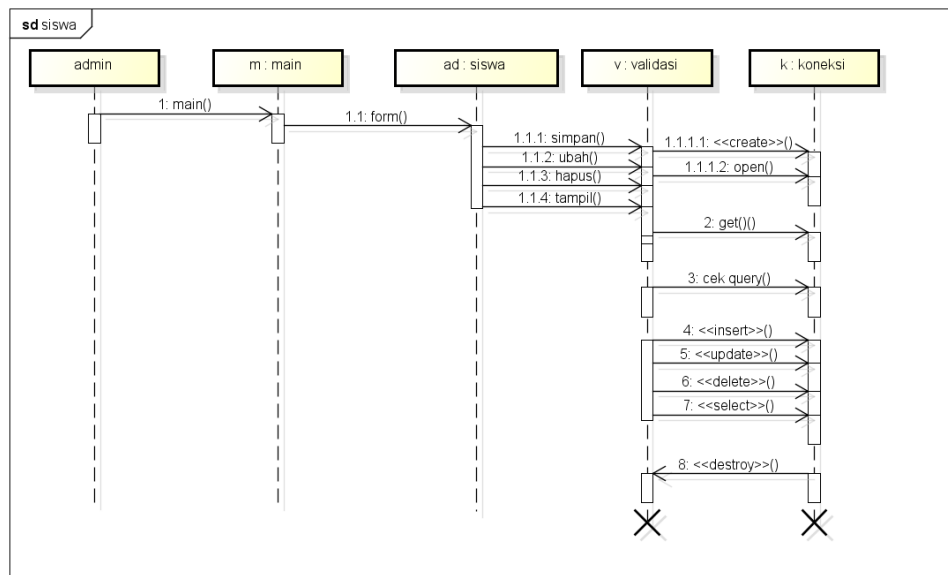 sd siswa
admin
m : main
ad : siswa
v : validasi
k : koneksi
1: main()
1.1: form()
1.1.1: simpan()
1.1.1.1: <<create>>()
1.1.2: ubah()
1.1.1.2: open()
1.1.3: hapus()
1.1.4: tampil()
2: get()()
3: cek query()
4: <<insert>>()
5: <<update>>()
6: <<delete>>()
7: <<select>>()
8: <<destroy>>()